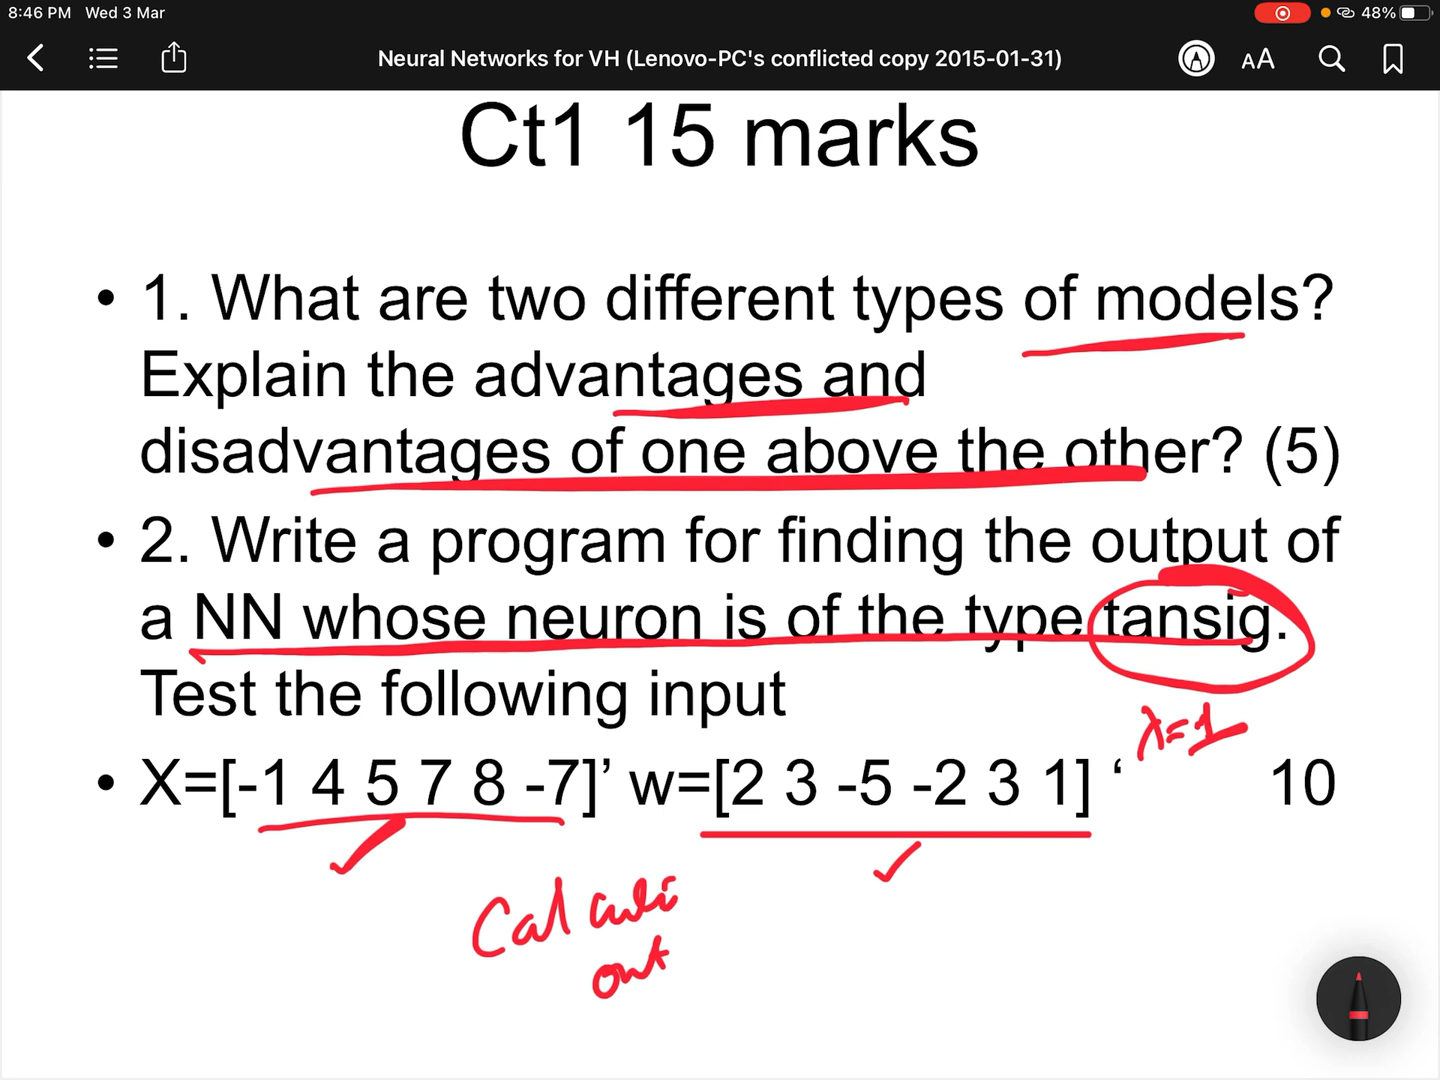 8:46 PM Wed 3 Mar
48%
Neural Networks for VH (Lenovo-PC's conflicted copy 2015-01-31)
AA
Ct1 15 marks
• 1. What are two different types of models?
Explain the advantages and
disadvantages of one above the other? (5)
• 2. Write a program for finding the output of
a NN whose neuron is of the type tansig.
Test the following input
λ=1
• X=[-1 4 5 7 8 -7]’ w=[2 3 -5 -2 3 1] ‘ 10
out